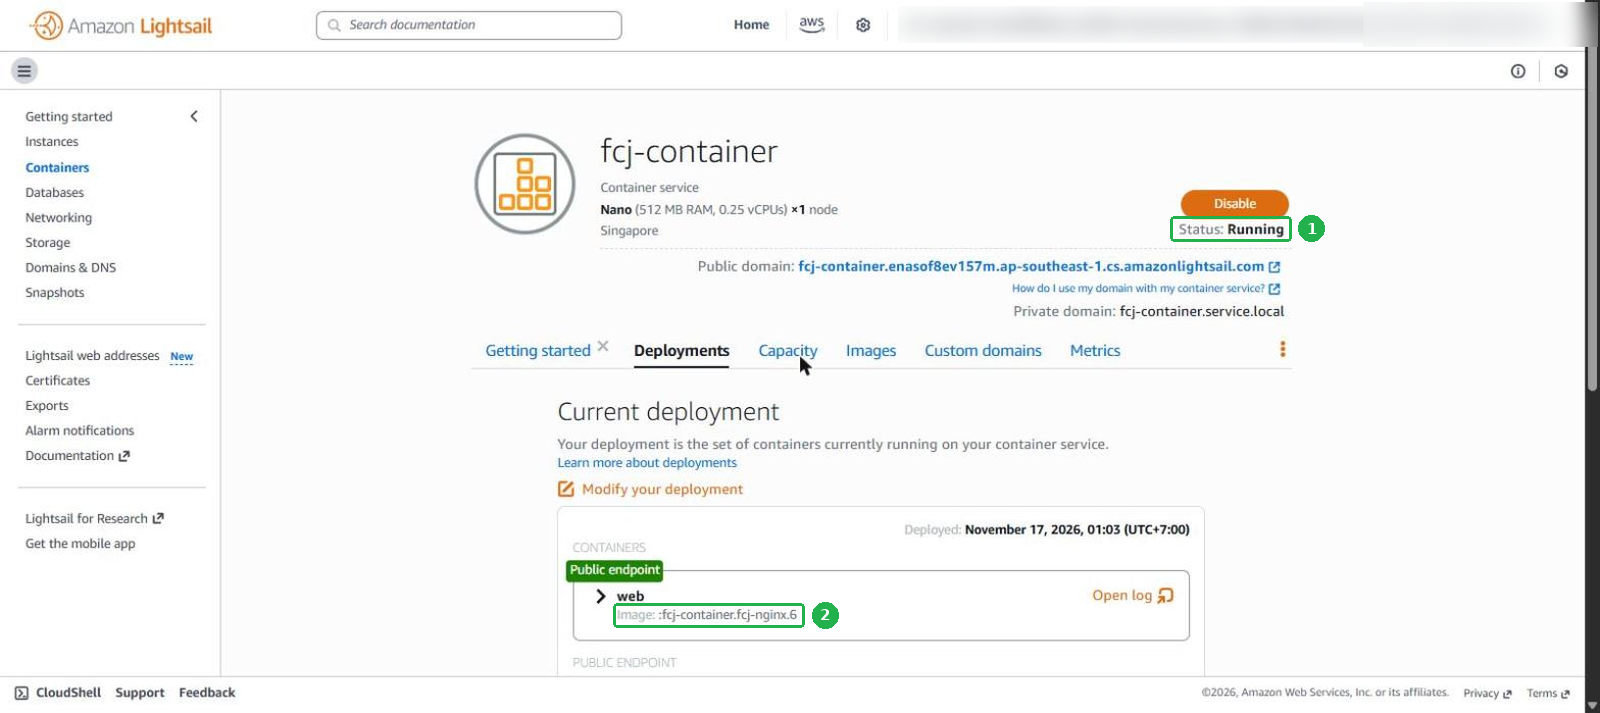 Amazon Lightsail
Search documentation
Home
aws
Getting started
Instances
Containers
Databases
Networking
Storage
Domains & DNS
Snapshots
Lightsail web addresses New
Certificates
Exports
Alarm notifications
Documentation
Lightsail for Research
Get the mobile app
fcj-container
Container service
Nano (512 MB RAM, 0.25 vCPUs) ×1 node
Singapore
Disable
Status: Running 1
Public domain: fcj-container.enasof8ev157m.ap-southeast-1.cs.amazonlightsail.com
How do I use my domain with my container service?
Private domain: fcj-container.service.local
Getting started Deployments Capacity Images Custom domains Metrics
Current deployment
Your deployment is the set of containers currently running on your container service.
Learn more about deployments
Modify your deployment
Deployed: November 17, 2026, 01:03 (UTC+7:00)
CONTAINERS
Public endpoint
web
Open log
Image: :fcj-container.fcj-nginx.6 2
PUBLIC ENDPOINT
CloudShell Support Feedback
©2026, Amazon Web Services, Inc. or its affiliates. Privacy Terms